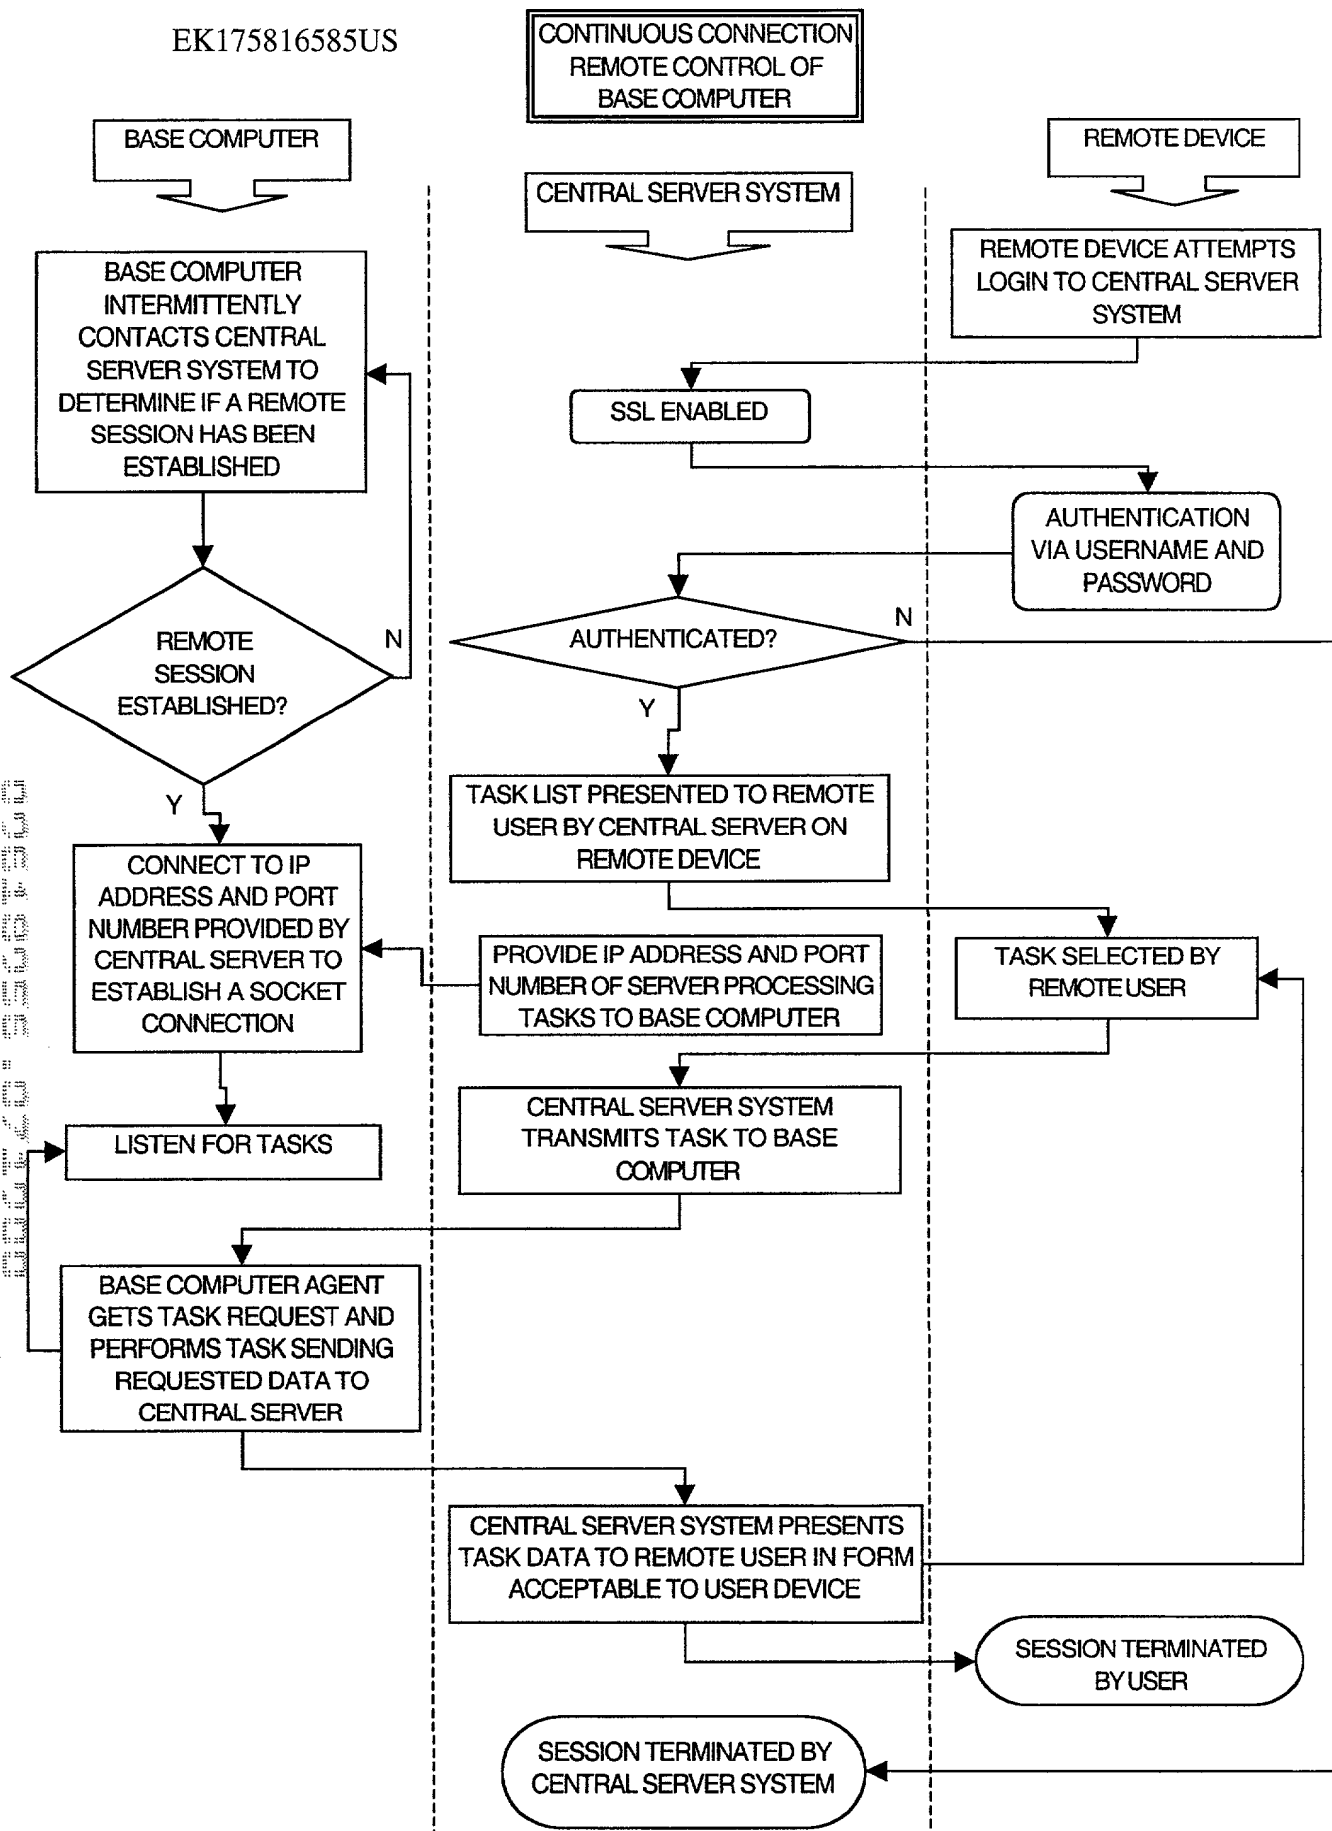 EK175816585US
CONTINUOUS CONNECTION
REMOTE CONTROL OF
BASE COMPUTER
BASE COMPUTER
CENTRAL SERVER SYSTEM
REMOTE DEVICE
REMOTE DEVICE ATTEMPTS
LOGIN TO CENTRAL SERVER
SYSTEM
BASE COMPUTER
INTERMITTENTLY
CONTACTS CENTRAL
SERVER SYSTEM TO
DETERMINE IF A REMOTE
SESSION HAS BEEN
ESTABLISHED
SSL ENABLED
AUTHENTICATION
VIA USERNAME AND
PASSWORD
REMOTE
SESSION
ESTABLISHED?
N
AUTHENTICATED?
N
Y
Y
TASK LIST PRESENTED TO REMOTE
USER BY CENTRAL SERVER ON
REMOTE DEVICE
CONNECT TO IP
ADDRESS AND PORT
NUMBER PROVIDED BY
CENTRAL SERVER TO
ESTABLISH A SOCKET
CONNECTION
PROVIDE IP ADDRESS AND PORT
NUMBER OF SERVER PROCESSING
TASKS TO BASE COMPUTER
TASK SELECTED BY
REMOTE USER
LISTEN FOR TASKS
CENTRAL SERVER SYSTEM
TRANSMITS TASK TO BASE
COMPUTER
BASE COMPUTER AGENT
GETS TASK REQUEST AND
PERFORMS TASK SENDING
REQUESTED DATA TO
CENTRAL SERVER
CENTRAL SERVER SYSTEM PRESENTS
TASK DATA TO REMOTE USER IN FORM
ACCEPTABLE TO USER DEVICE
SESSION TERMINATED
BY USER
SESSION TERMINATED BY
CENTRAL SERVER SYSTEM